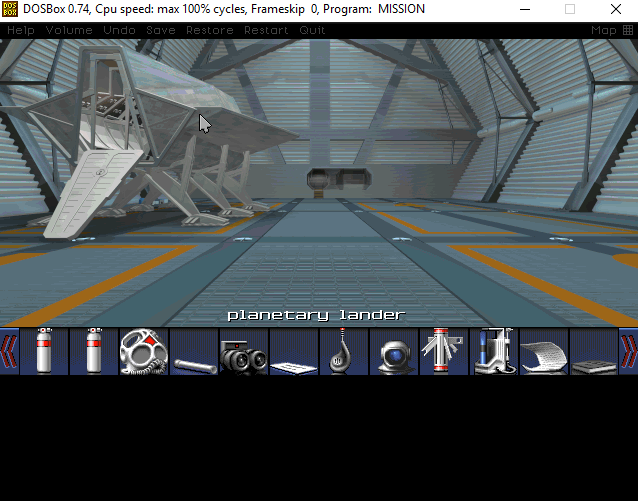 DOSBox 0.74, Cpu speed: max 100% cycles, Frameskip 0, Program: MISSION
Help Volume Undo Save Restore Restart Quit Map
planetary lander